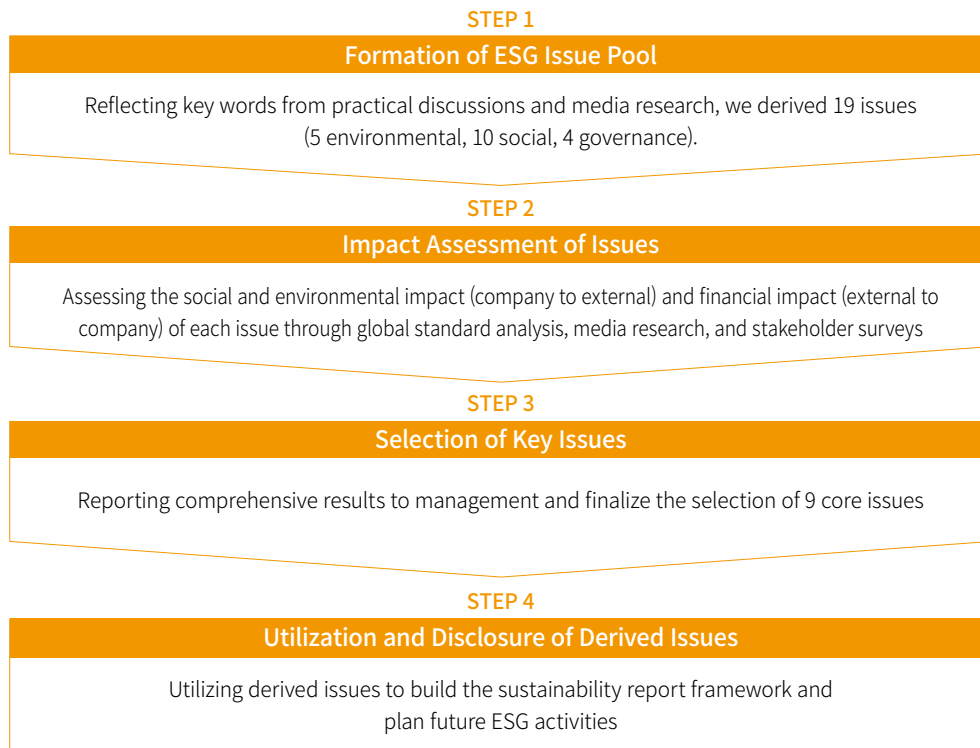 STEP 1
Formation of ESG Issue Pool
Reflecting key words from practical discussions and media research, we derived 19 issues
(5 environmental, 10 social, 4 governance).
STEP 2
Impact Assessment of Issues
Assessing the social and environmental impact (company to external) and financial impact (external to
company) of each issue through global standard analysis, media research, and stakeholder surveys
STEP 3
Selection of Key Issues
Reporting comprehensive results to management and finalize the selection of 9 core issues
STEP 4
Utilization and Disclosure of Derived Issues
Utilizing derived issues to build the sustainability report framework and
plan future ESG activities